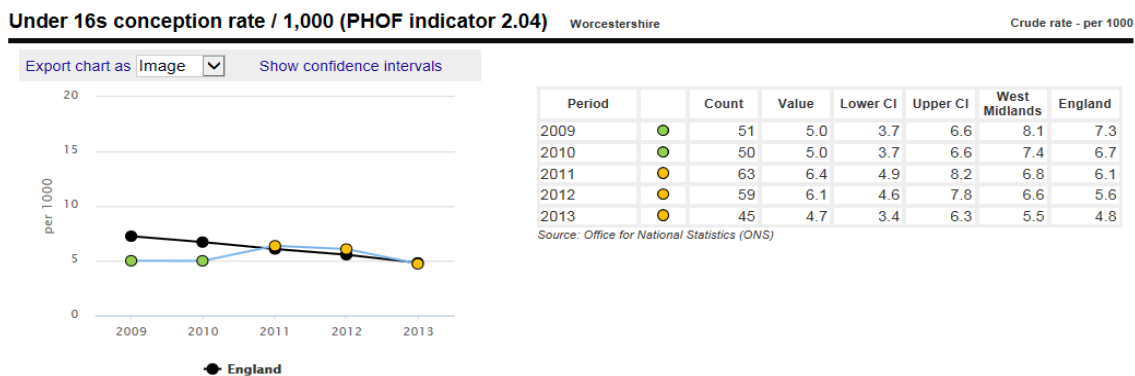 Under 16s conception rate / 1,000 (PHOF indicator 2.04) Worcestershire Crude rate - per 1000
Export chart as Image Show confidence intervals
20
15
10
5
0
per 1000
2009 2010 2011 2012 2013
England
Period Count Value Lower CI Upper CI West Midlands England
2009 51 5.0 3.7 6.6 8.1 7.3
2010 50 5.0 3.7 6.6 7.4 6.7
2011 63 6.4 4.9 8.2 6.8 6.1
2012 59 6.1 4.6 7.8 6.6 5.6
2013 45 4.7 3.4 6.3 5.5 4.8
Source: Office for National Statistics (ONS)